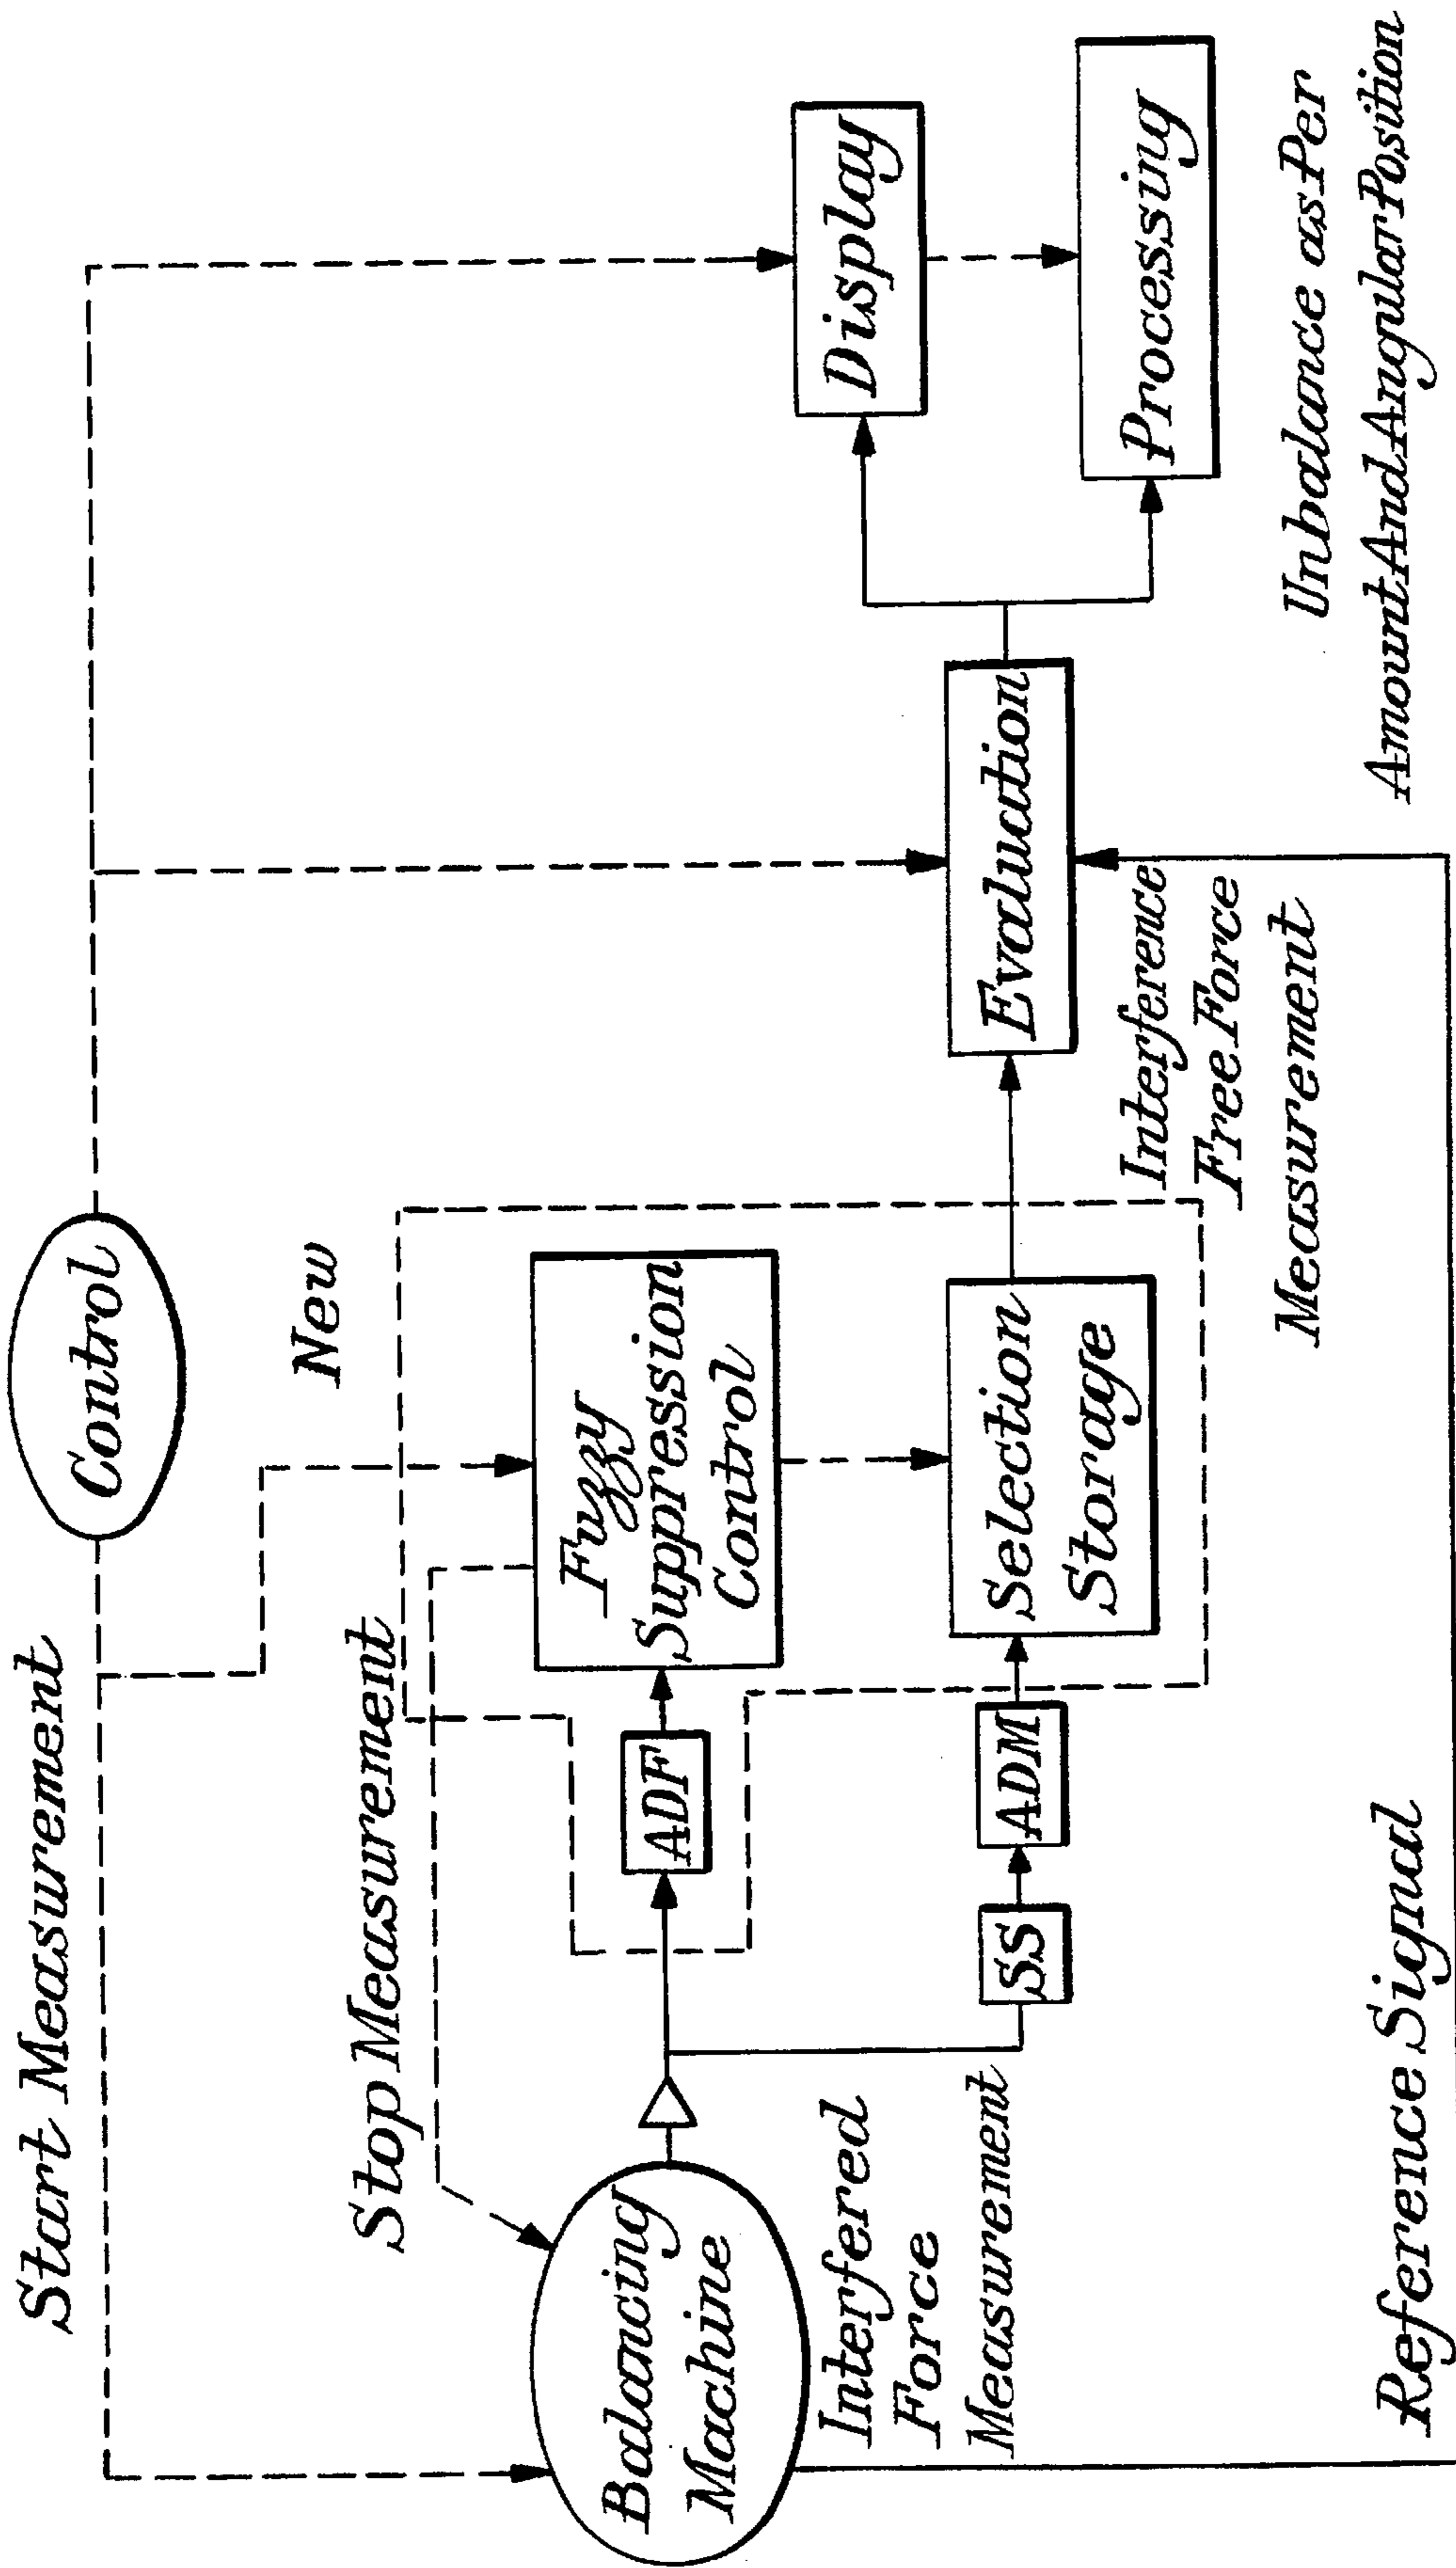 Control
Start Measurement
New
Stop Measurement
Fuzzy
Suppression
Control
ADF
Balancing
Machine
Interfered
Force
Measurement
SS
ADM
Selection
Storage
Interference
Free Force
Measurement
Evaluation
Display
Processing
Unbalance as Per
Amount And Angular Position
Reference Signal